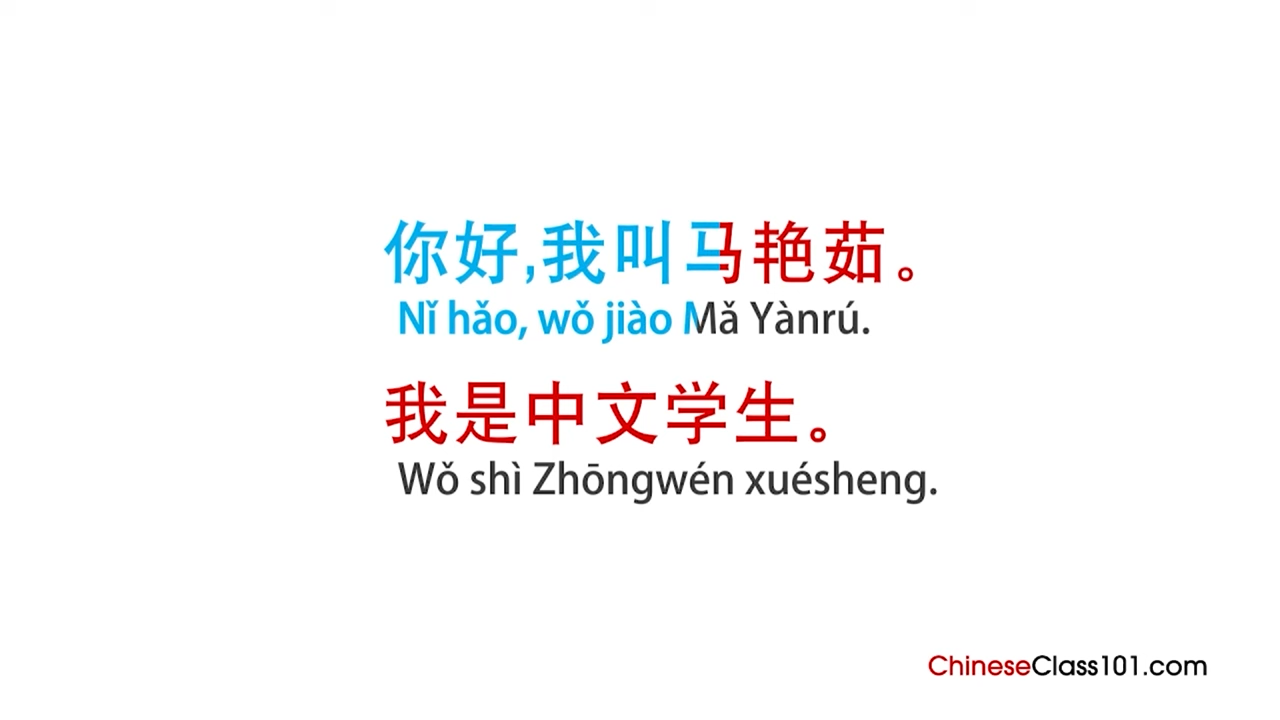 你好,我叫马艳茹。
Nǐ hǎo, wǒ jiào Mǎ Yànrú.
我是中文学生。
Wǒ shì Zhōngwén xuésheng.
ChineseClass101.com